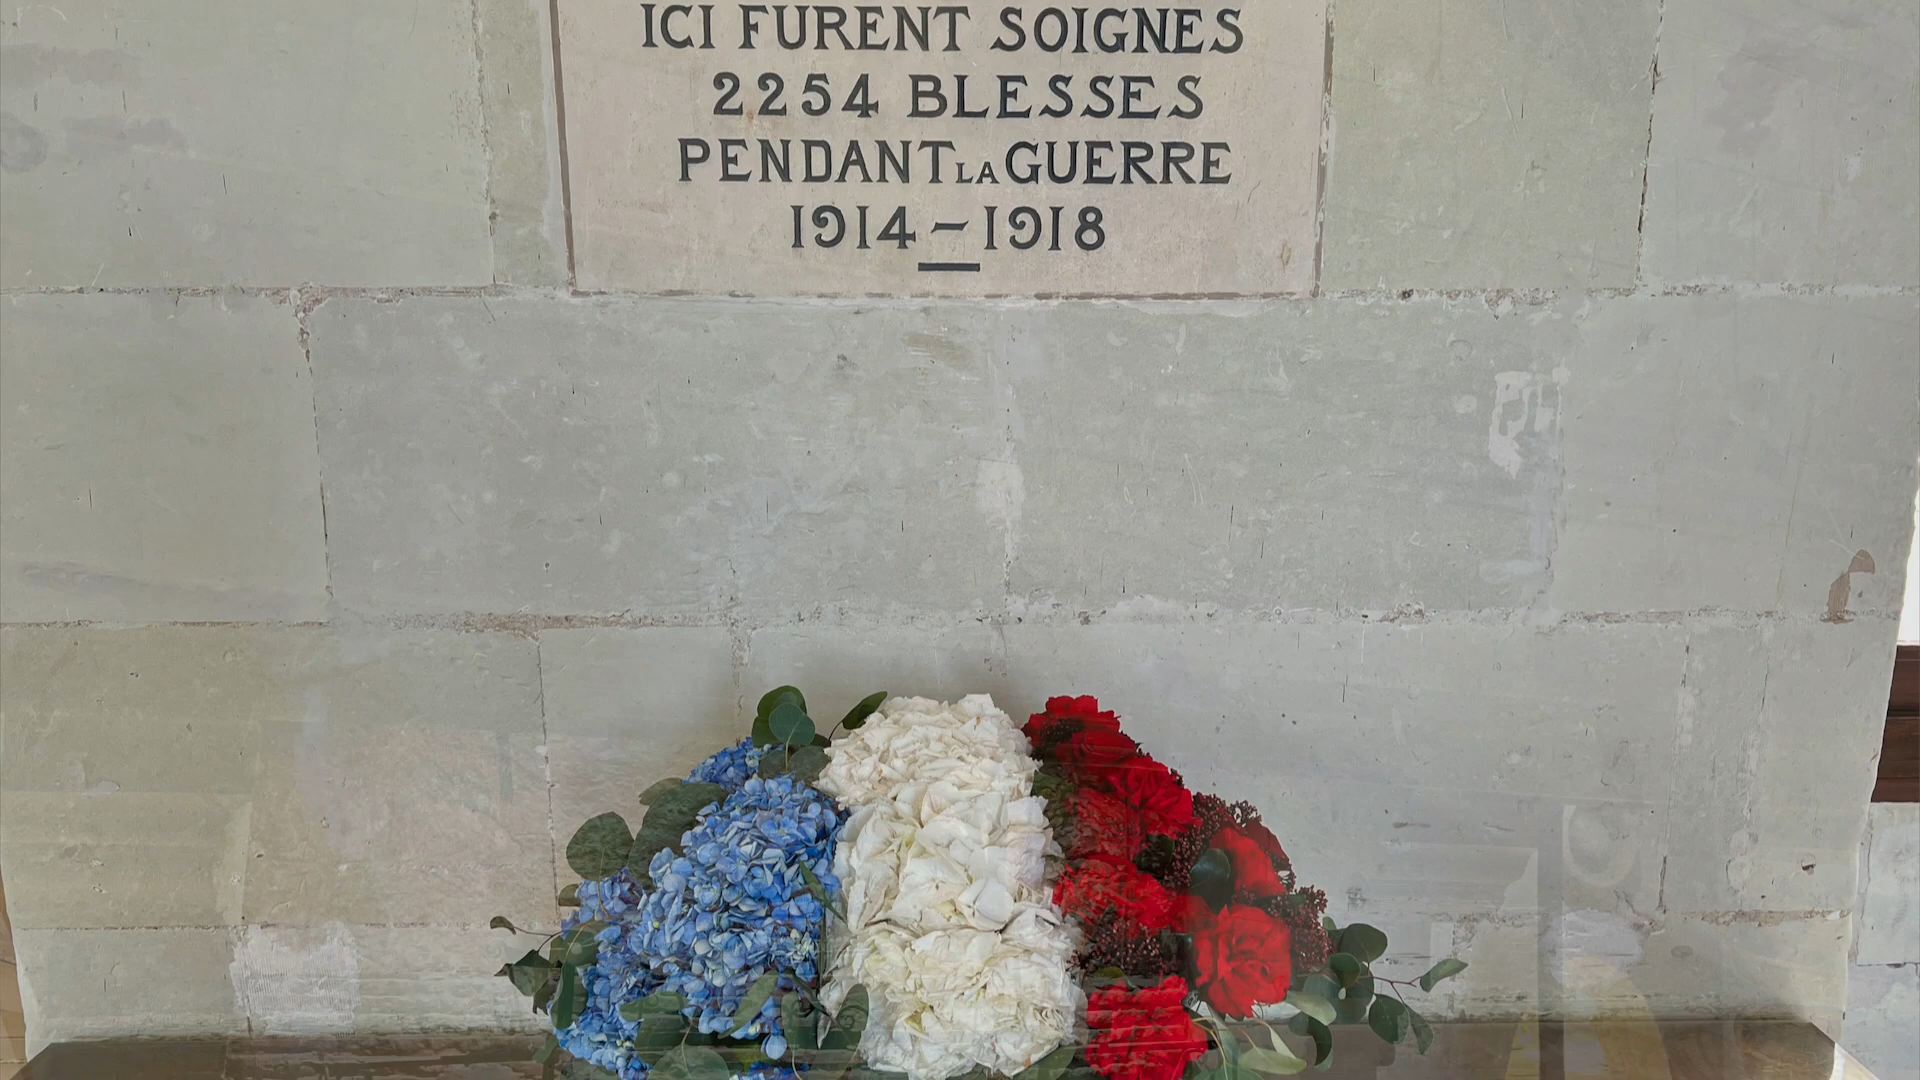 ICI FURENT SOIGNES
2254 BLESSES
PENDANT LA GUERRE
1914 - 1918